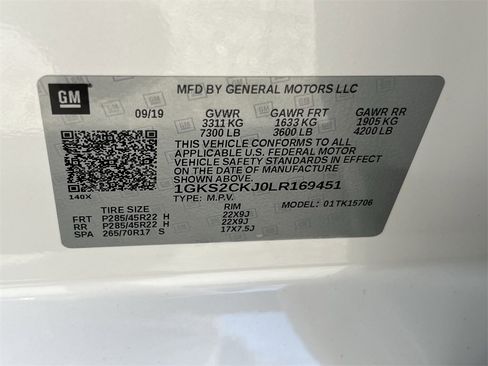 GM
MFD BY GENERAL MOTORS LLC
09/19 GVWR GAWR FRT GAWR RR
3311 KG 1633 KG 1905 KG
7300 LB 3600 LB 4200 LB
THIS VEHICLE CONFORMS TO ALL
APPLICABLE U.S. FEDERAL MOTOR
VEHICLE SAFETY STANDARDS IN EFFECT
ON THE DATE OF MANUFACTURE
SHOWN ABOVE.
1GKS2CKJ0LR169451
140X TYPE: M.P.V. MODEL: 01TK15706
TIRE SIZE RIM
FRT P285/45R22 H 22X9J
RR P285/45R22 H 22X9J
SPA 265/70R17 S 17X7.5J